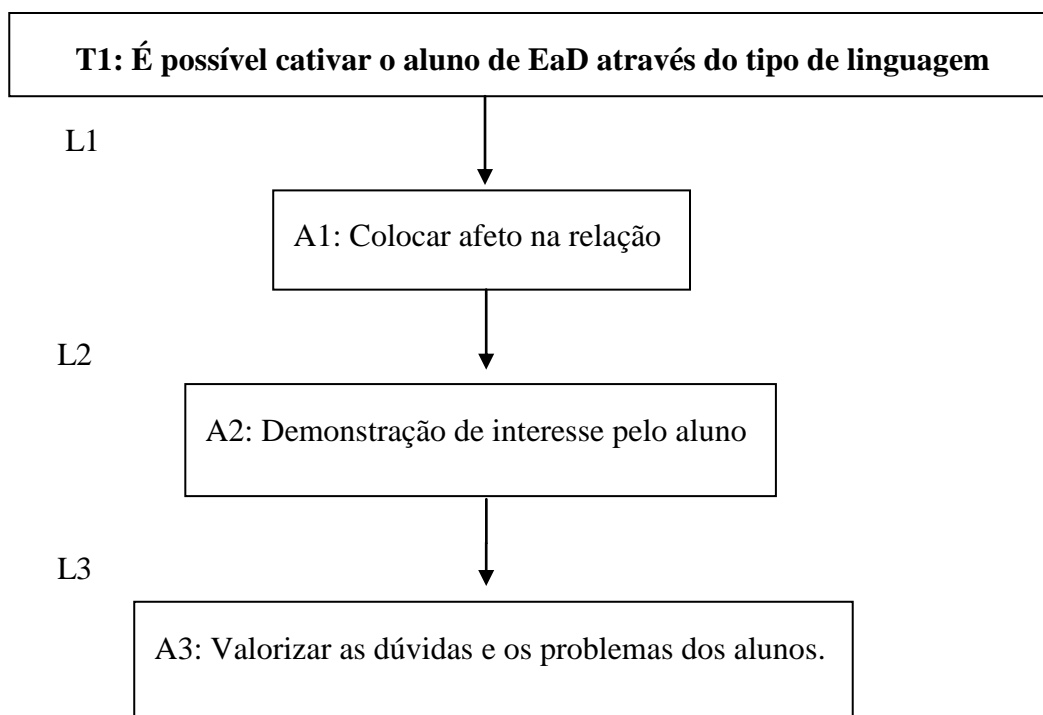 T1: É possível cativar o aluno de EaD através do tipo de linguagem
L1
A1: Colocar afeto na relação
L2
A2: Demonstração de interesse pelo aluno
L3
A3: Valorizar as dúvidas e os problemas dos alunos.